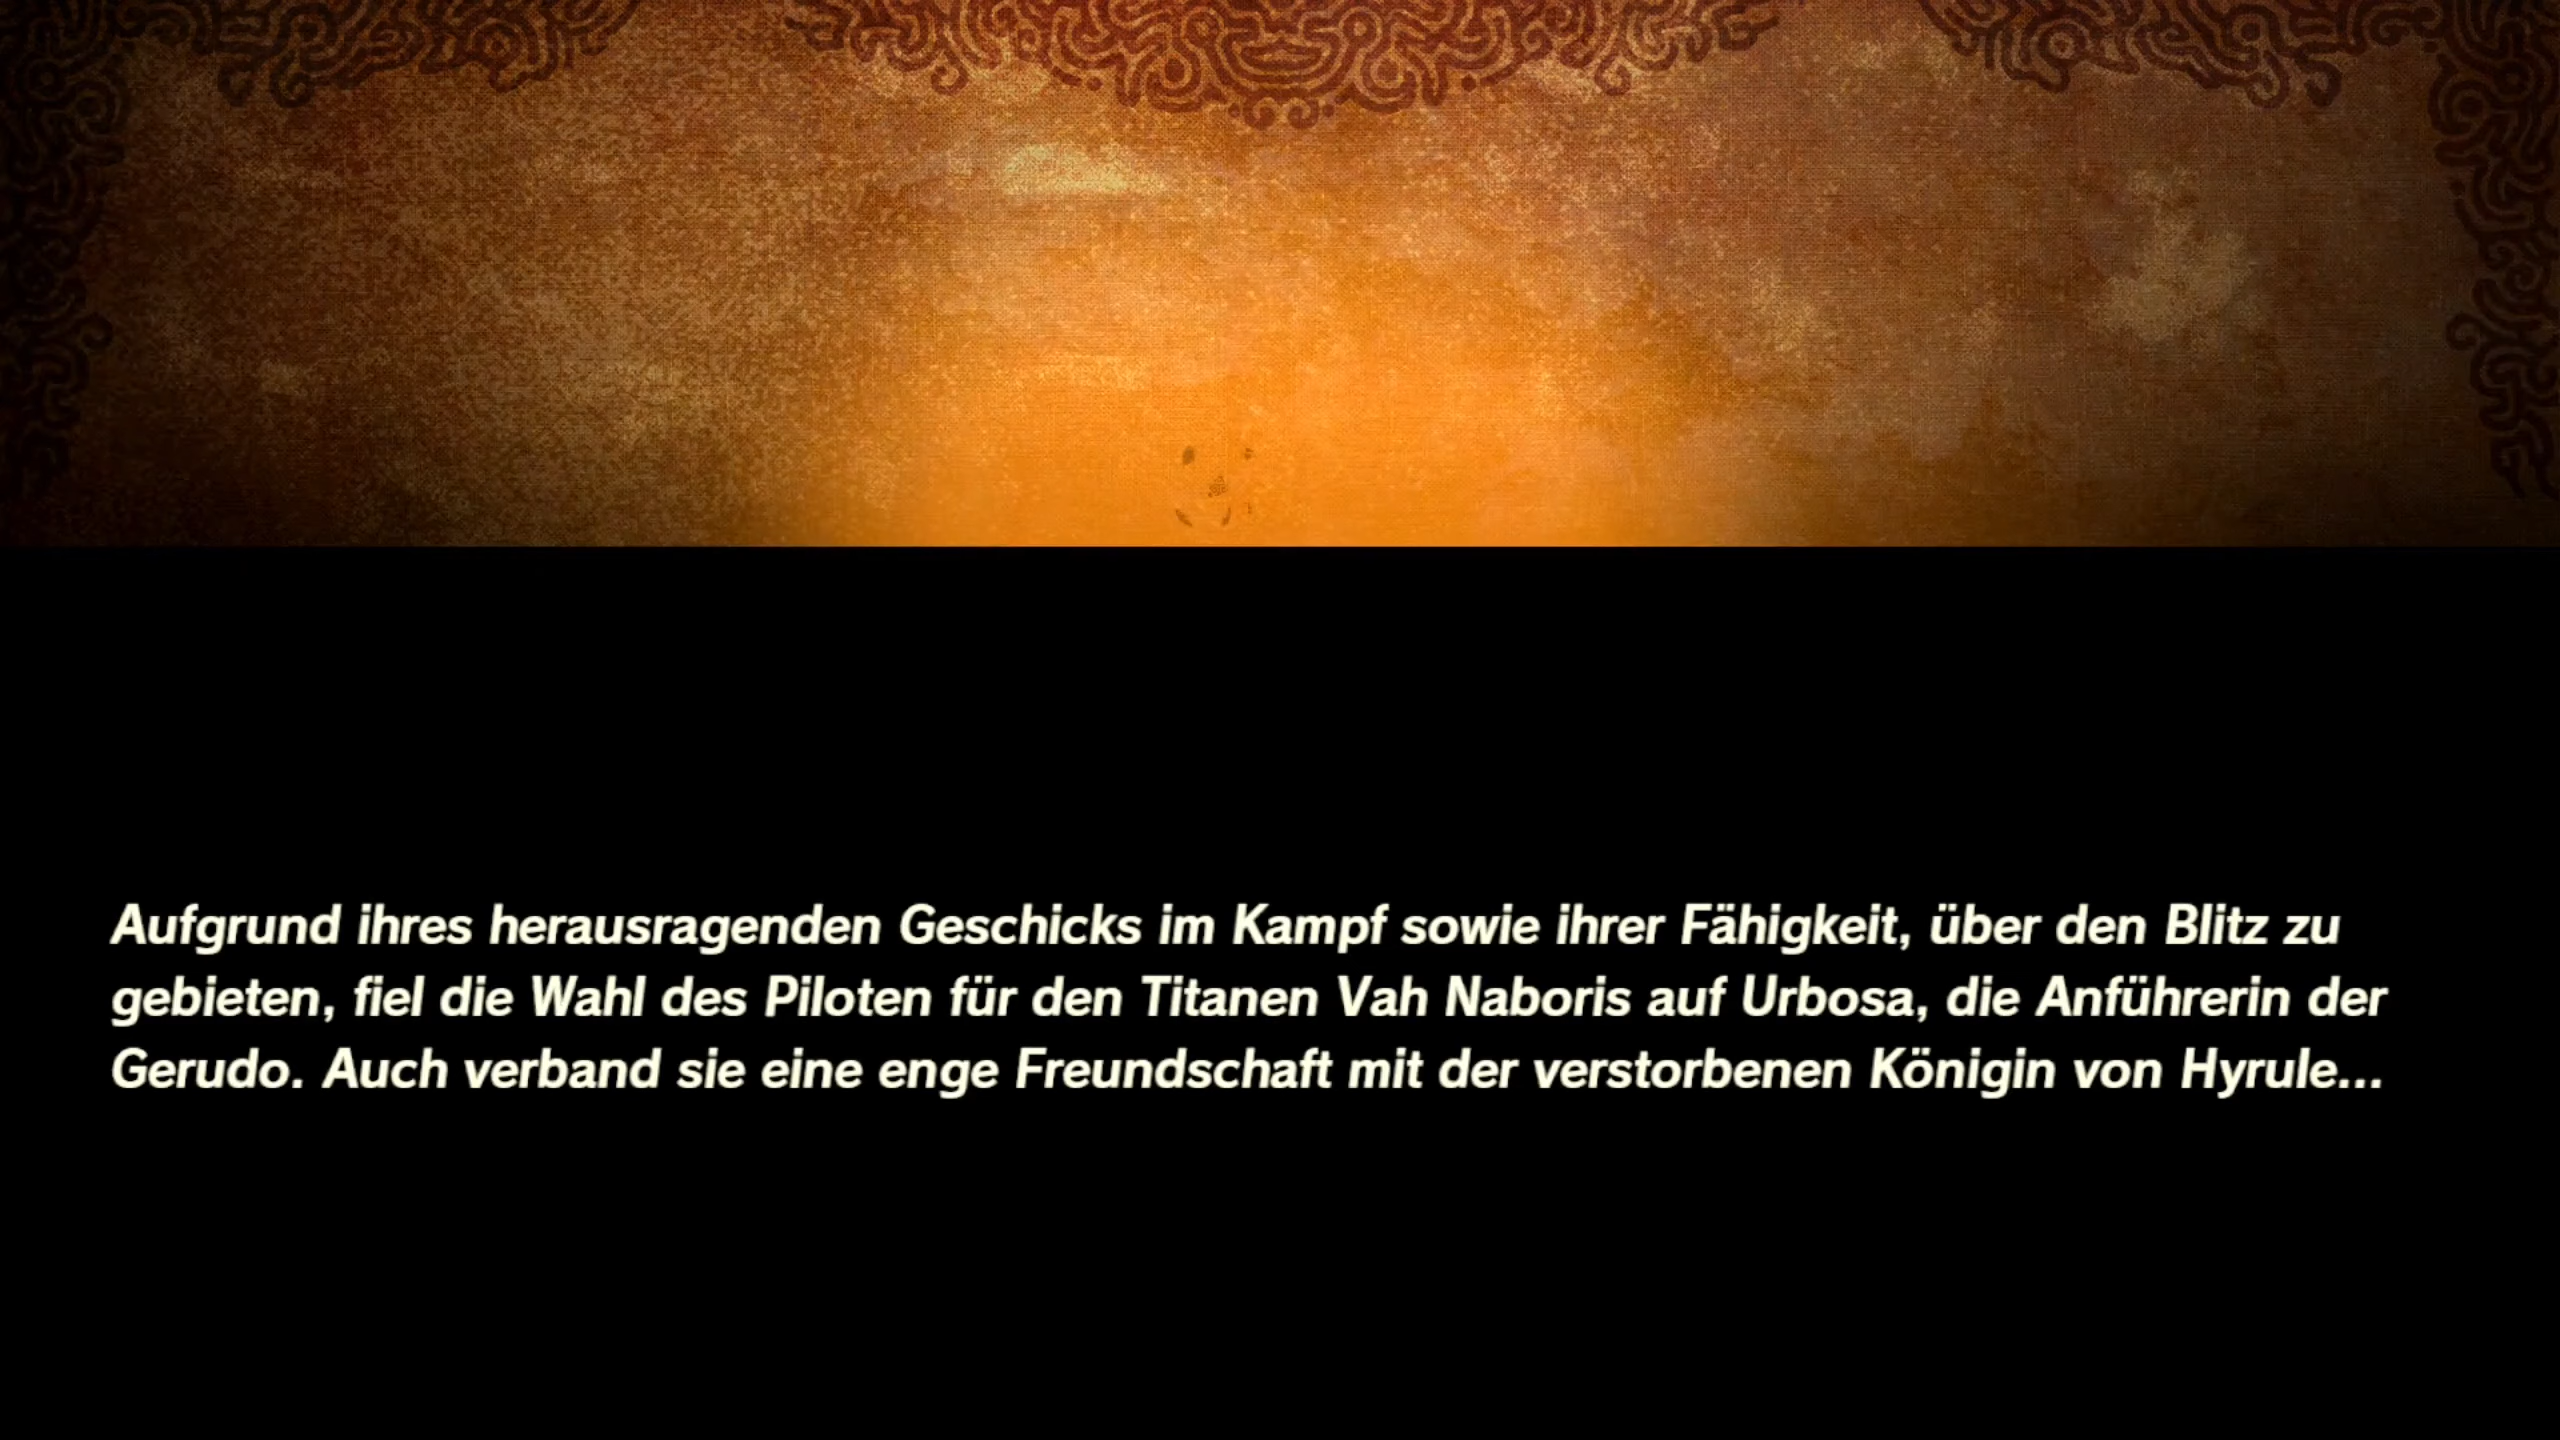 Aufgrund ihres herausragenden Geschicks im Kampf sowie ihrer Fähigkeit, über den Blitz zu
gebieten, fiel die Wahl des Piloten für den Titanen Vah Naboris auf Urbosa, die Anführerin der
Gerudo. Auch verband sie eine enge Freundschaft mit der verstorbenen Königin von Hyrule...